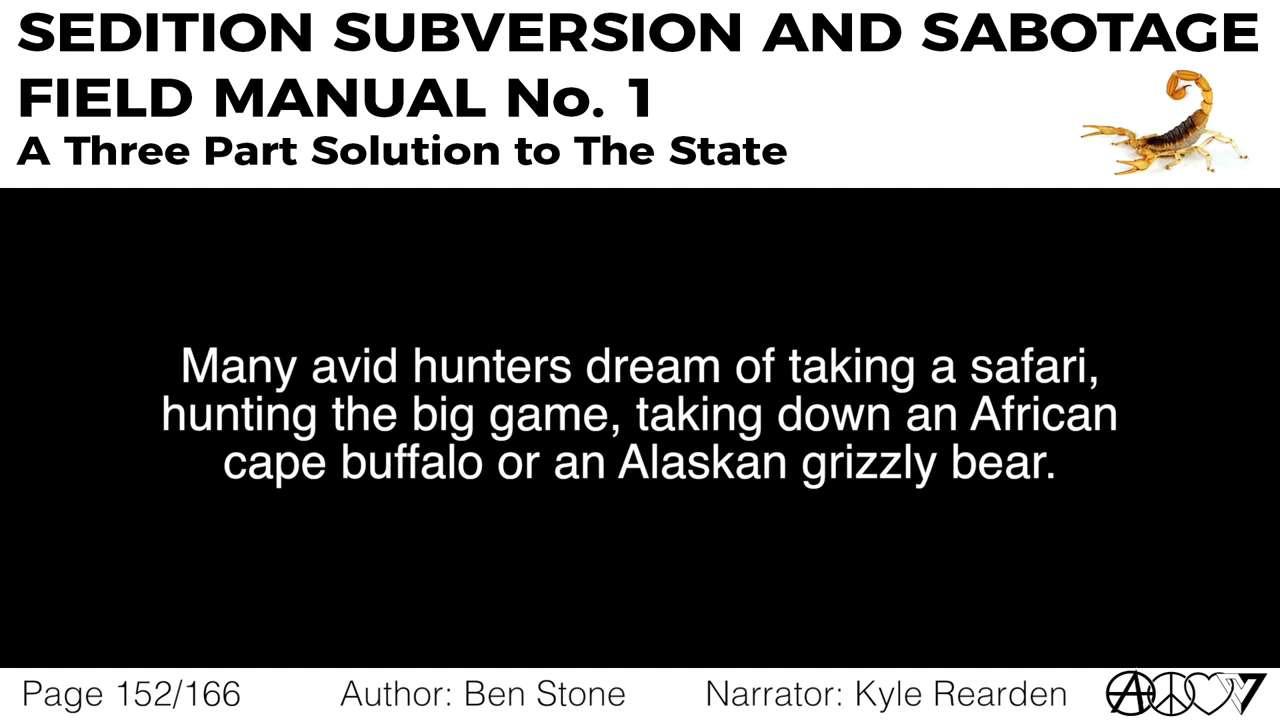 SEDITION SUBVERSION AND SABOTAGE
FIELD MANUAL No. 1
A Three Part Solution to The State
Many avid hunters dream of taking a safari,
hunting the big game, taking down an African
cape buffalo or an Alaskan grizzly bear.
Page 152/166 Author: Ben Stone Narrator: Kyle Rearden